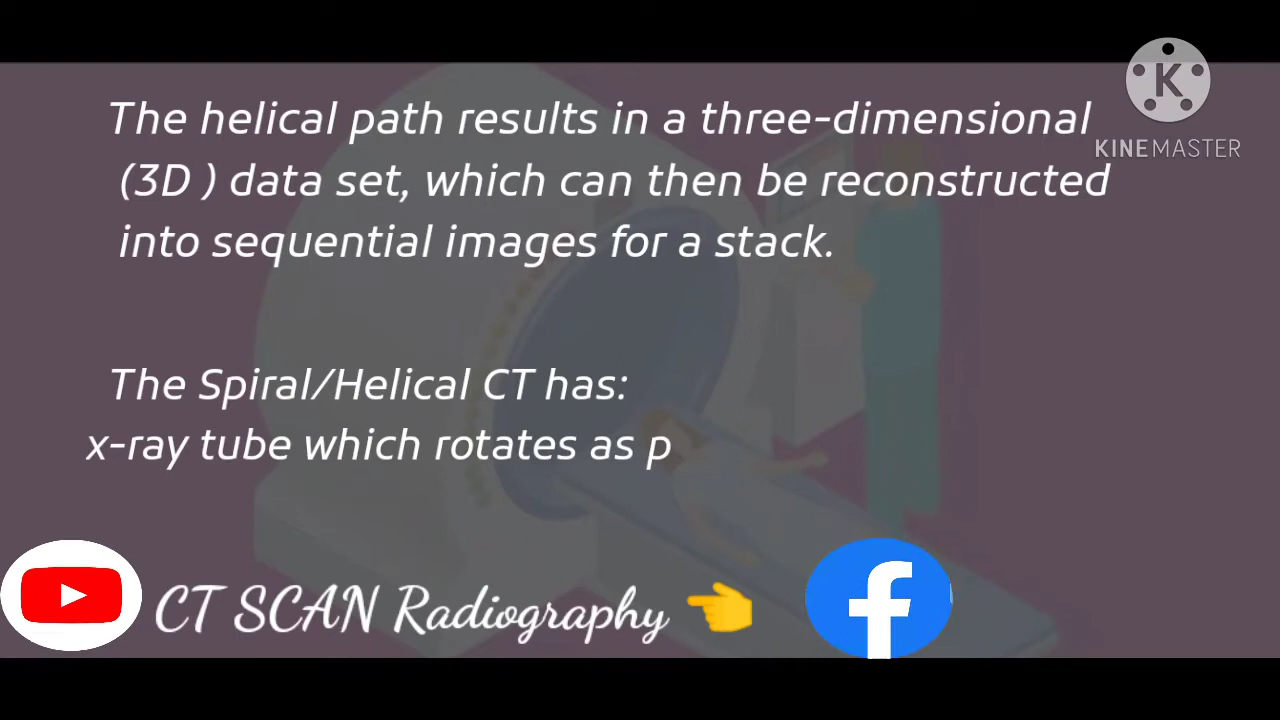 The helical path results in a three-dimensional
(3D ) data set, which can then be reconstructed
into sequential images for a stack.
The Spiral/Helical CT has:
x-ray tube which rotates as p
CT SCAN Radiography
K
KINEMASTER